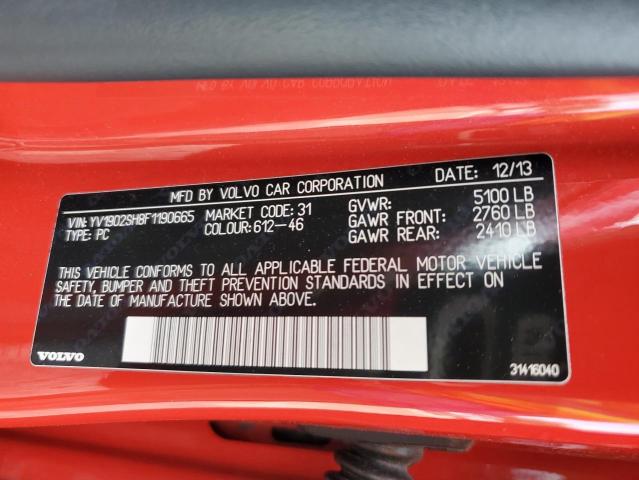 MFD BY VOLVO CAR CORPORATION DATE: 12/13
VIN: YV1902SH8F1190665 MARKET CODE: 31 GVWR: 5100 LB
TYPE: PC COLOUR: 612-46 GAWR FRONT: 2760 LB
GAWR REAR: 2410 LB
THIS VEHICLE CONFORMS TO ALL APPLICABLE FEDERAL MOTOR VEHICLE
SAFETY, BUMPER AND THEFT PREVENTION STANDARDS IN EFFECT ON
THE DATE OF MANUFACTURE SHOWN ABOVE.
VOLVO 31416040